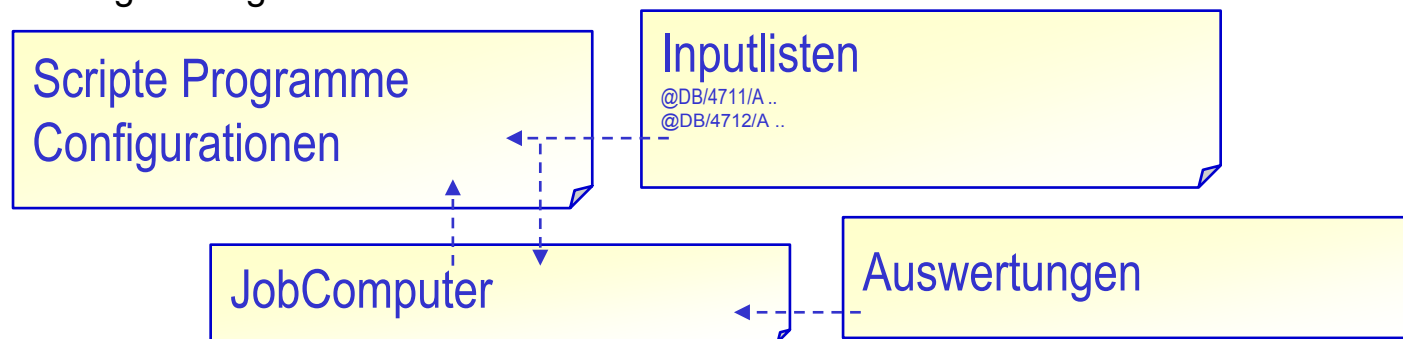 Scripte Programme
Configurationen
Inputlisten
@DB/4711/A ..
@DB/4712/A ..
JobComputer
Auswertungen